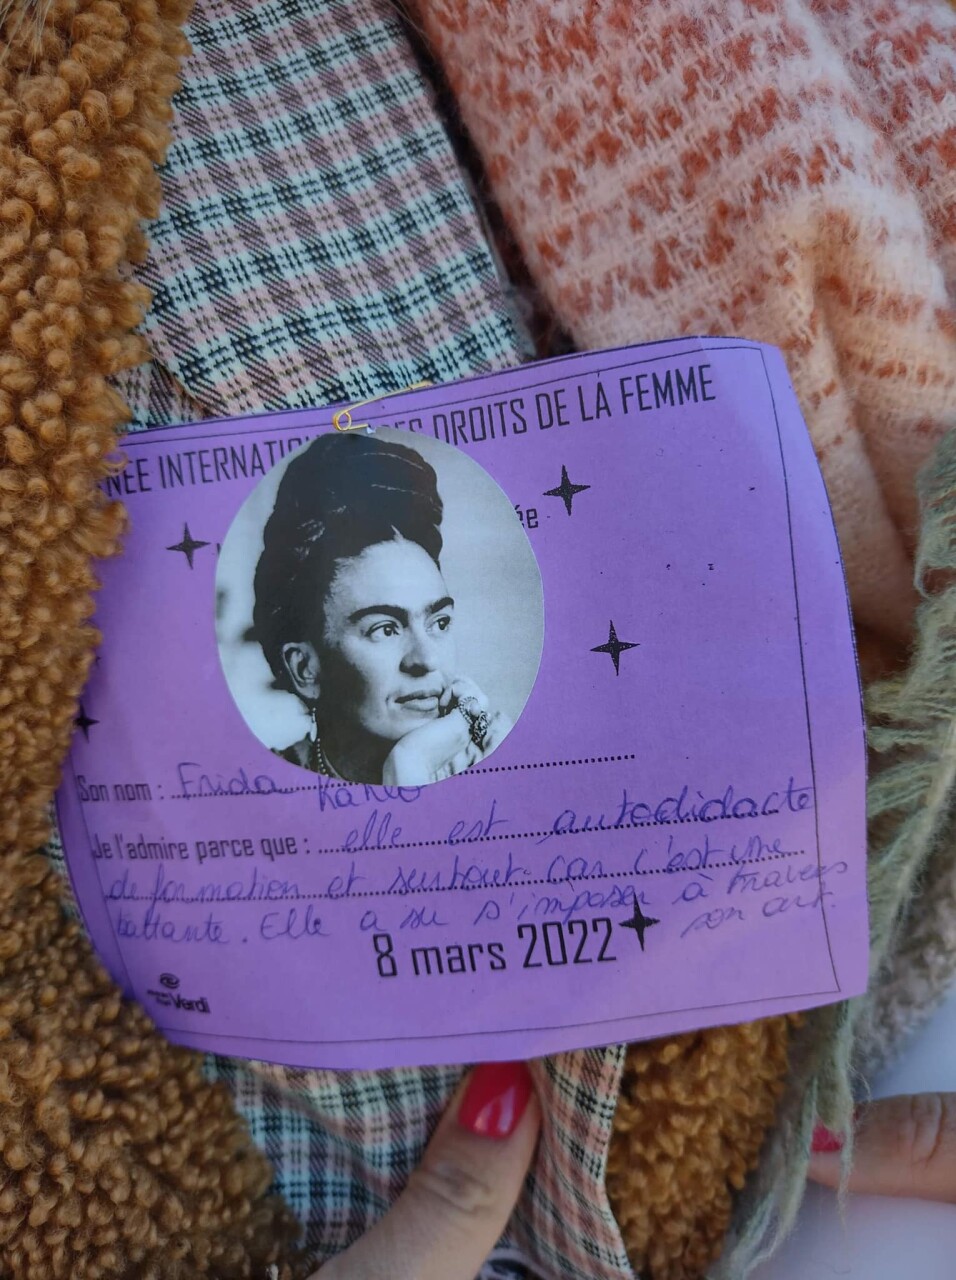 NÉE INTERNATIO DES DROITS DE LA FEMME
ée
Son nom : Frida Kahlo
Je l'admire parce que : elle est autodidacte
de formation et surtout car c'est une
battante. Elle a su s'imposer à travers
son art.
8 mars 2022
Verdi